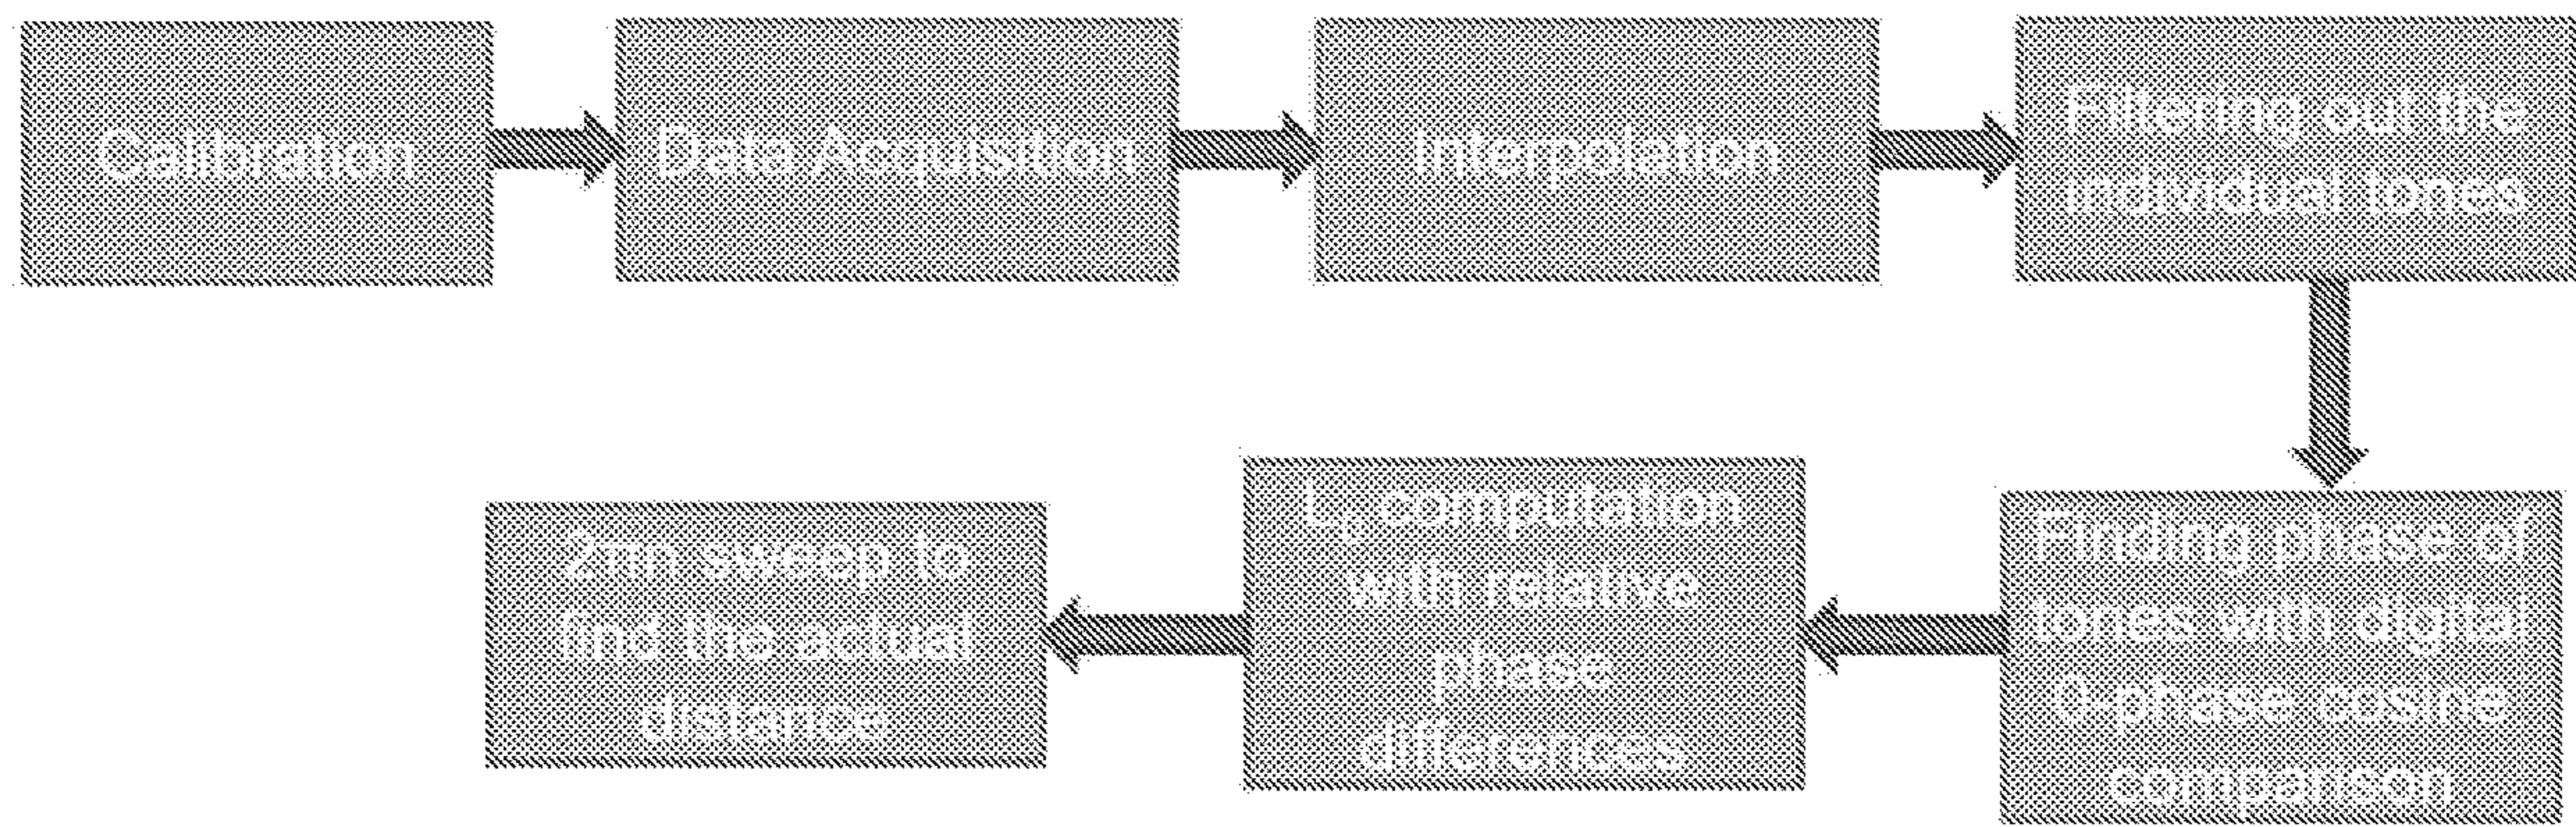 Calibration
Data Acquisition
Interpolation
Filtering out the
individual tones
Finding phase of
tones with digital
0-phase cosine
comparison
computation
with relative
phase
differences
2πn sweep to
find the actual
distance